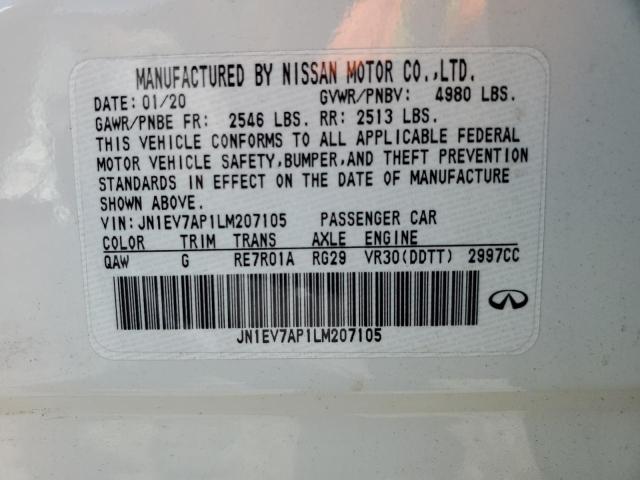 MANUFACTURED BY NISSAN MOTOR CO.,LTD.
DATE: 01/20 GVWR/PNBV: 4980 LBS.
GAWR/PNBE FR: 2546 LBS. RR: 2513 LBS.
THIS VEHICLE CONFORMS TO ALL APPLICABLE FEDERAL
MOTOR VEHICLE SAFETY,BUMPER,AND THEFT PREVENTION
STANDARDS IN EFFECT ON THE DATE OF MANUFACTURE
SHOWN ABOVE.
VIN: JN1EV7AP1LM207105 PASSENGER CAR
COLOR TRIM TRANS AXLE ENGINE
QAW G RE7R01A RG29 VR30(DDTT) 2997CC
JN1EV7AP1LM207105